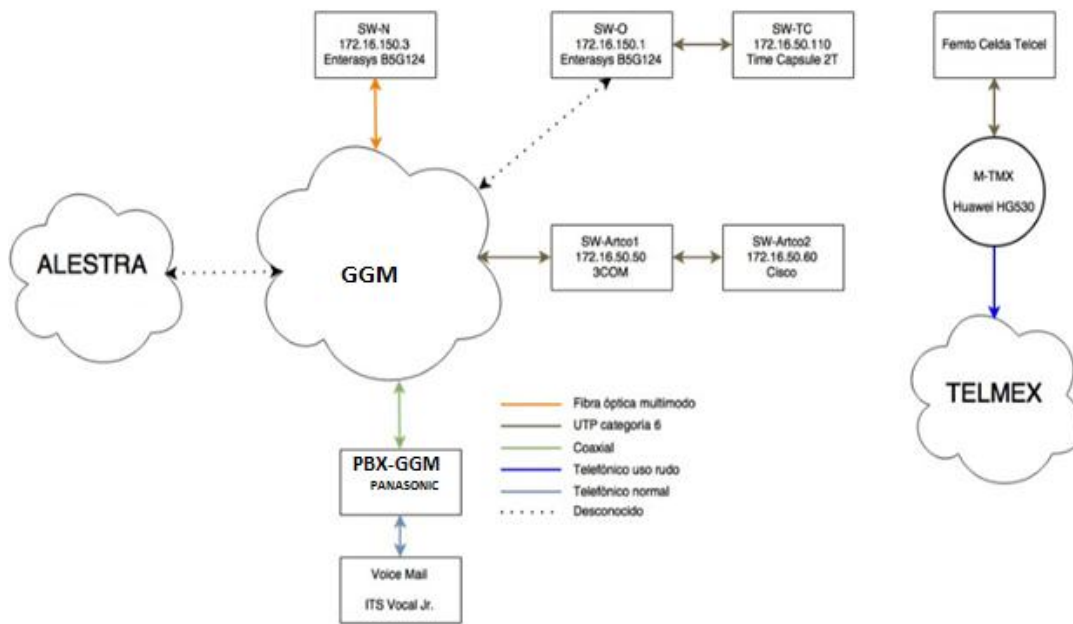 SW-N
172.16.150.3
Enterasys B5G124
SW-O
172.16.150.1
Enterasys B5G124
SW-TC
172.16.50.110
Time Capsule 2T
Femto Celda Telcel
M-TMX
Huawei HG530
ALESTRA
GGM
SW-Artco1
172.16.50.50
3COM
SW-Artco2
172.16.50.60
Cisco
TELMEX
Fibra óptica multimodo
UTP categoría 6
Coaxial
Telefónico uso rudo
Telefónico normal
Desconocido
PBX-GGM
PANASONIC
Voice Mail
ITS Vocal Jr.